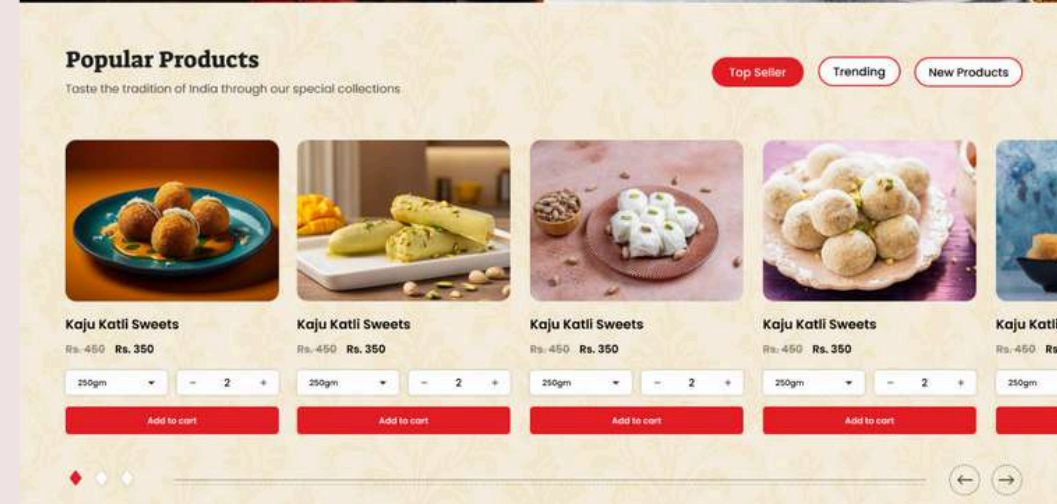 Popular Products
Taste the tradition of India through our special collections
Top Seller
Trending
New Products
Kaju Katli Sweets
Rs. 450 Rs. 350
250gm - 2 +
Add to cart
Kaju Katli Sweets
Rs. 450 Rs. 350
250gm - 2 +
Add to cart
Kaju Katli Sweets
Rs. 450 Rs. 350
250gm - 2 +
Add to cart
Kaju Katli Sweets
Rs. 450 Rs. 350
250gm - 2 +
Add to cart
Kaju Katli
Rs. 450 Rs
250gm